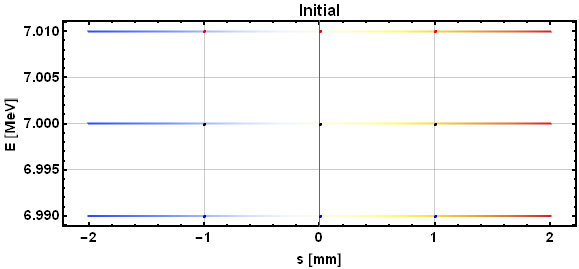 Initial
7.010
7.005
7.000
6.995
6.990
E [MeV]
−2 −1 0 1 2
s [mm]